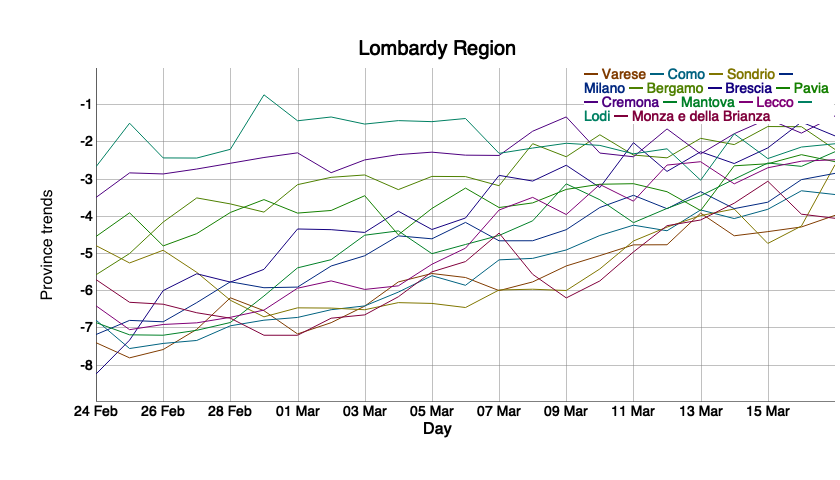 Lombardy Region
Varese Como Sondrio
Milano Bergamo Brescia Pavia
Cremona Mantova Lecco
Lodi Monza e della Brianza
-1
-2
-3
-4
-5
-6
-7
-8
Province trends
24 Feb 26 Feb 28 Feb 01 Mar 03 Mar 05 Mar 07 Mar 09 Mar 11 Mar 13 Mar 15 Mar
Day